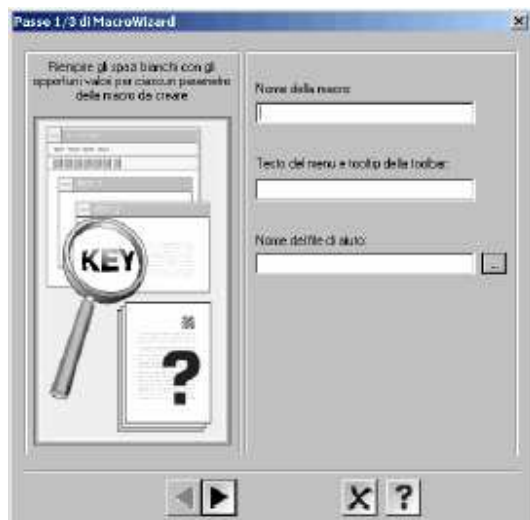 Passe 1/3 di MacroWizard
Riempire gli spazi bianchi con gli
opportuni valori per ciascun parametro
della macro da creare
Nome della macro:
Testo del menu e tooltip della toolbar:
Nome del file di aiuto:
...
KEY
?
?